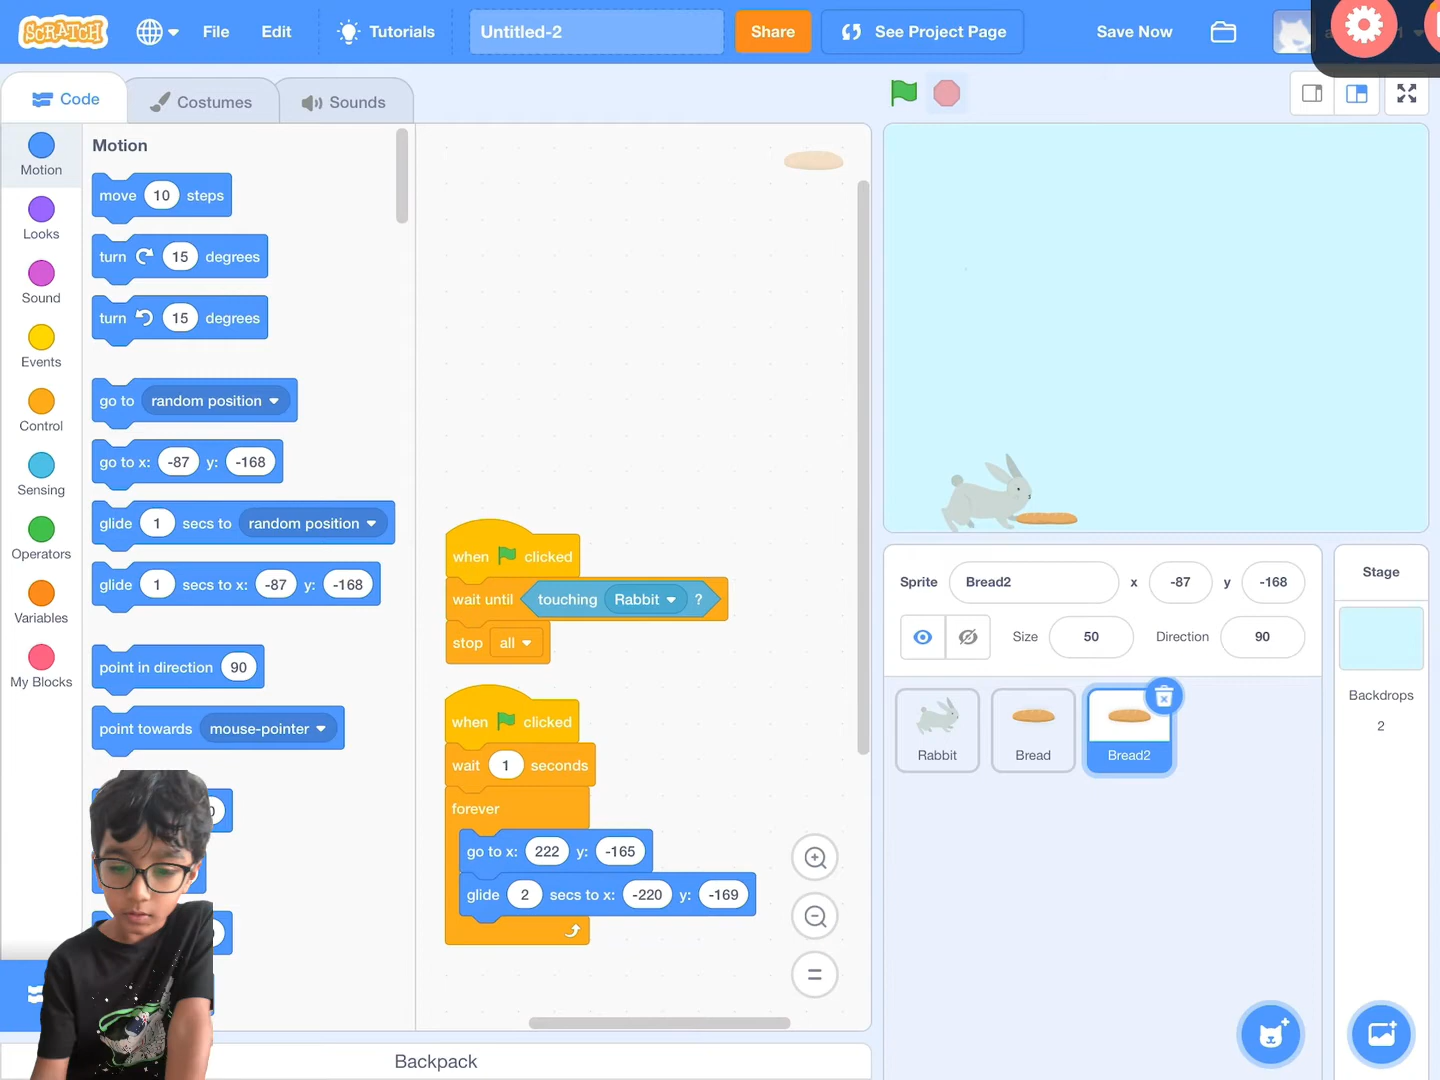 SCRATCH
File
Edit
Tutorials
Untitled-2
Share
See Project Page
Save Now
Code
Costumes
Sounds
Motion
Looks
Sound
Events
Control
Sensing
Operators
Variables
My Blocks
Motion
move 10 steps
turn 15 degrees
turn 15 degrees
go to random position
go to x: -87 y: -168
glide 1 secs to random position
glide 1 secs to x: -87 y: -168
point in direction 90
point towards mouse-pointer
when clicked
wait until touching Rabbit ?
stop all
when clicked
wait 1 seconds
forever
go to x: 222 y: -165
glide 2 secs to x: -220 y: -169
Backpack
Sprite Bread2 x -87 y -168
Size 50 Direction 90
Rabbit
Bread
Bread2
Stage
Backdrops
2